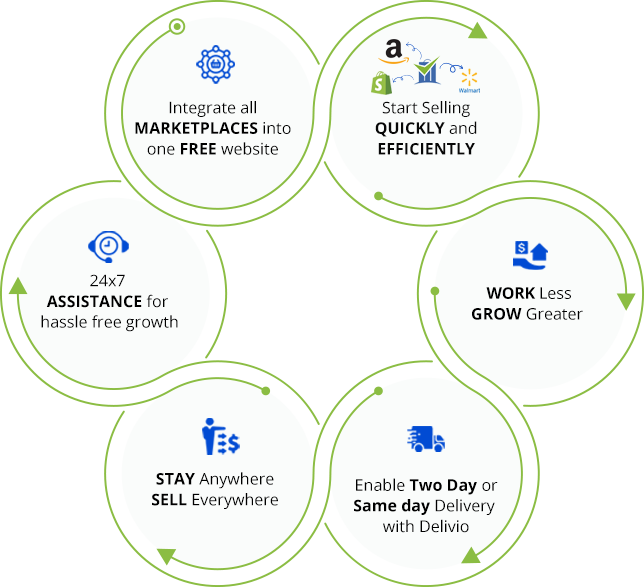 Integrate all
MARKETPLACES into
one FREE website
a
S
Walmart
Start Selling
QUICKLY and
EFFICIENTLY
WORK Less
GROW Greater
Enable Two Day or
Same day Delivery
with Delivio
STAY Anywhere
SELL Everywhere
24x7
ASSISTANCE for
hassle free growth